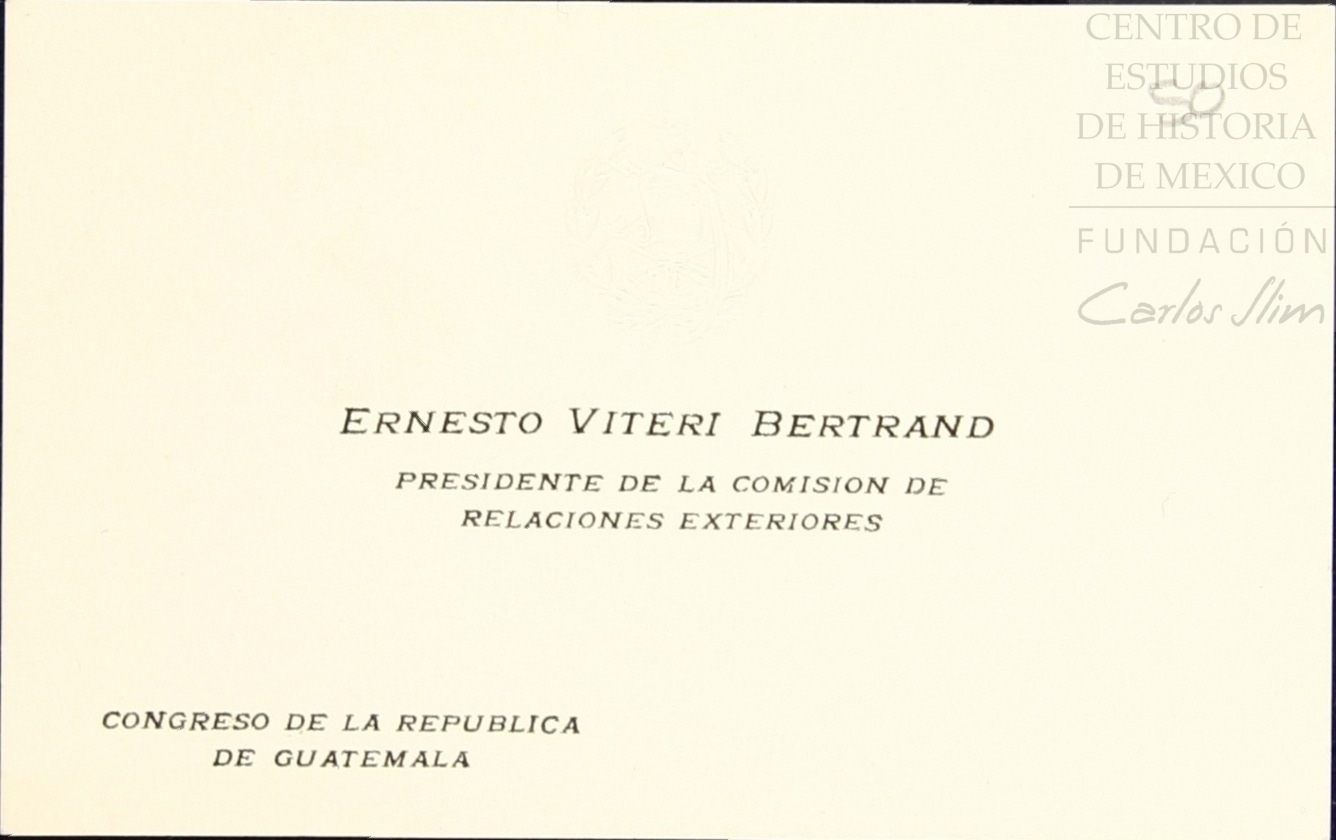 CENTRO DE
ESTUDIOS
DE HISTORIA
DE MEXICO
FUNDACIÓN
Carlos Slim
50
ERNESTO VITERI BERTRAND
PRESIDENTE DE LA COMISION DE
RELACIONES EXTERIORES
CONGRESO DE LA REPUBLICA
DE GUATEMALA